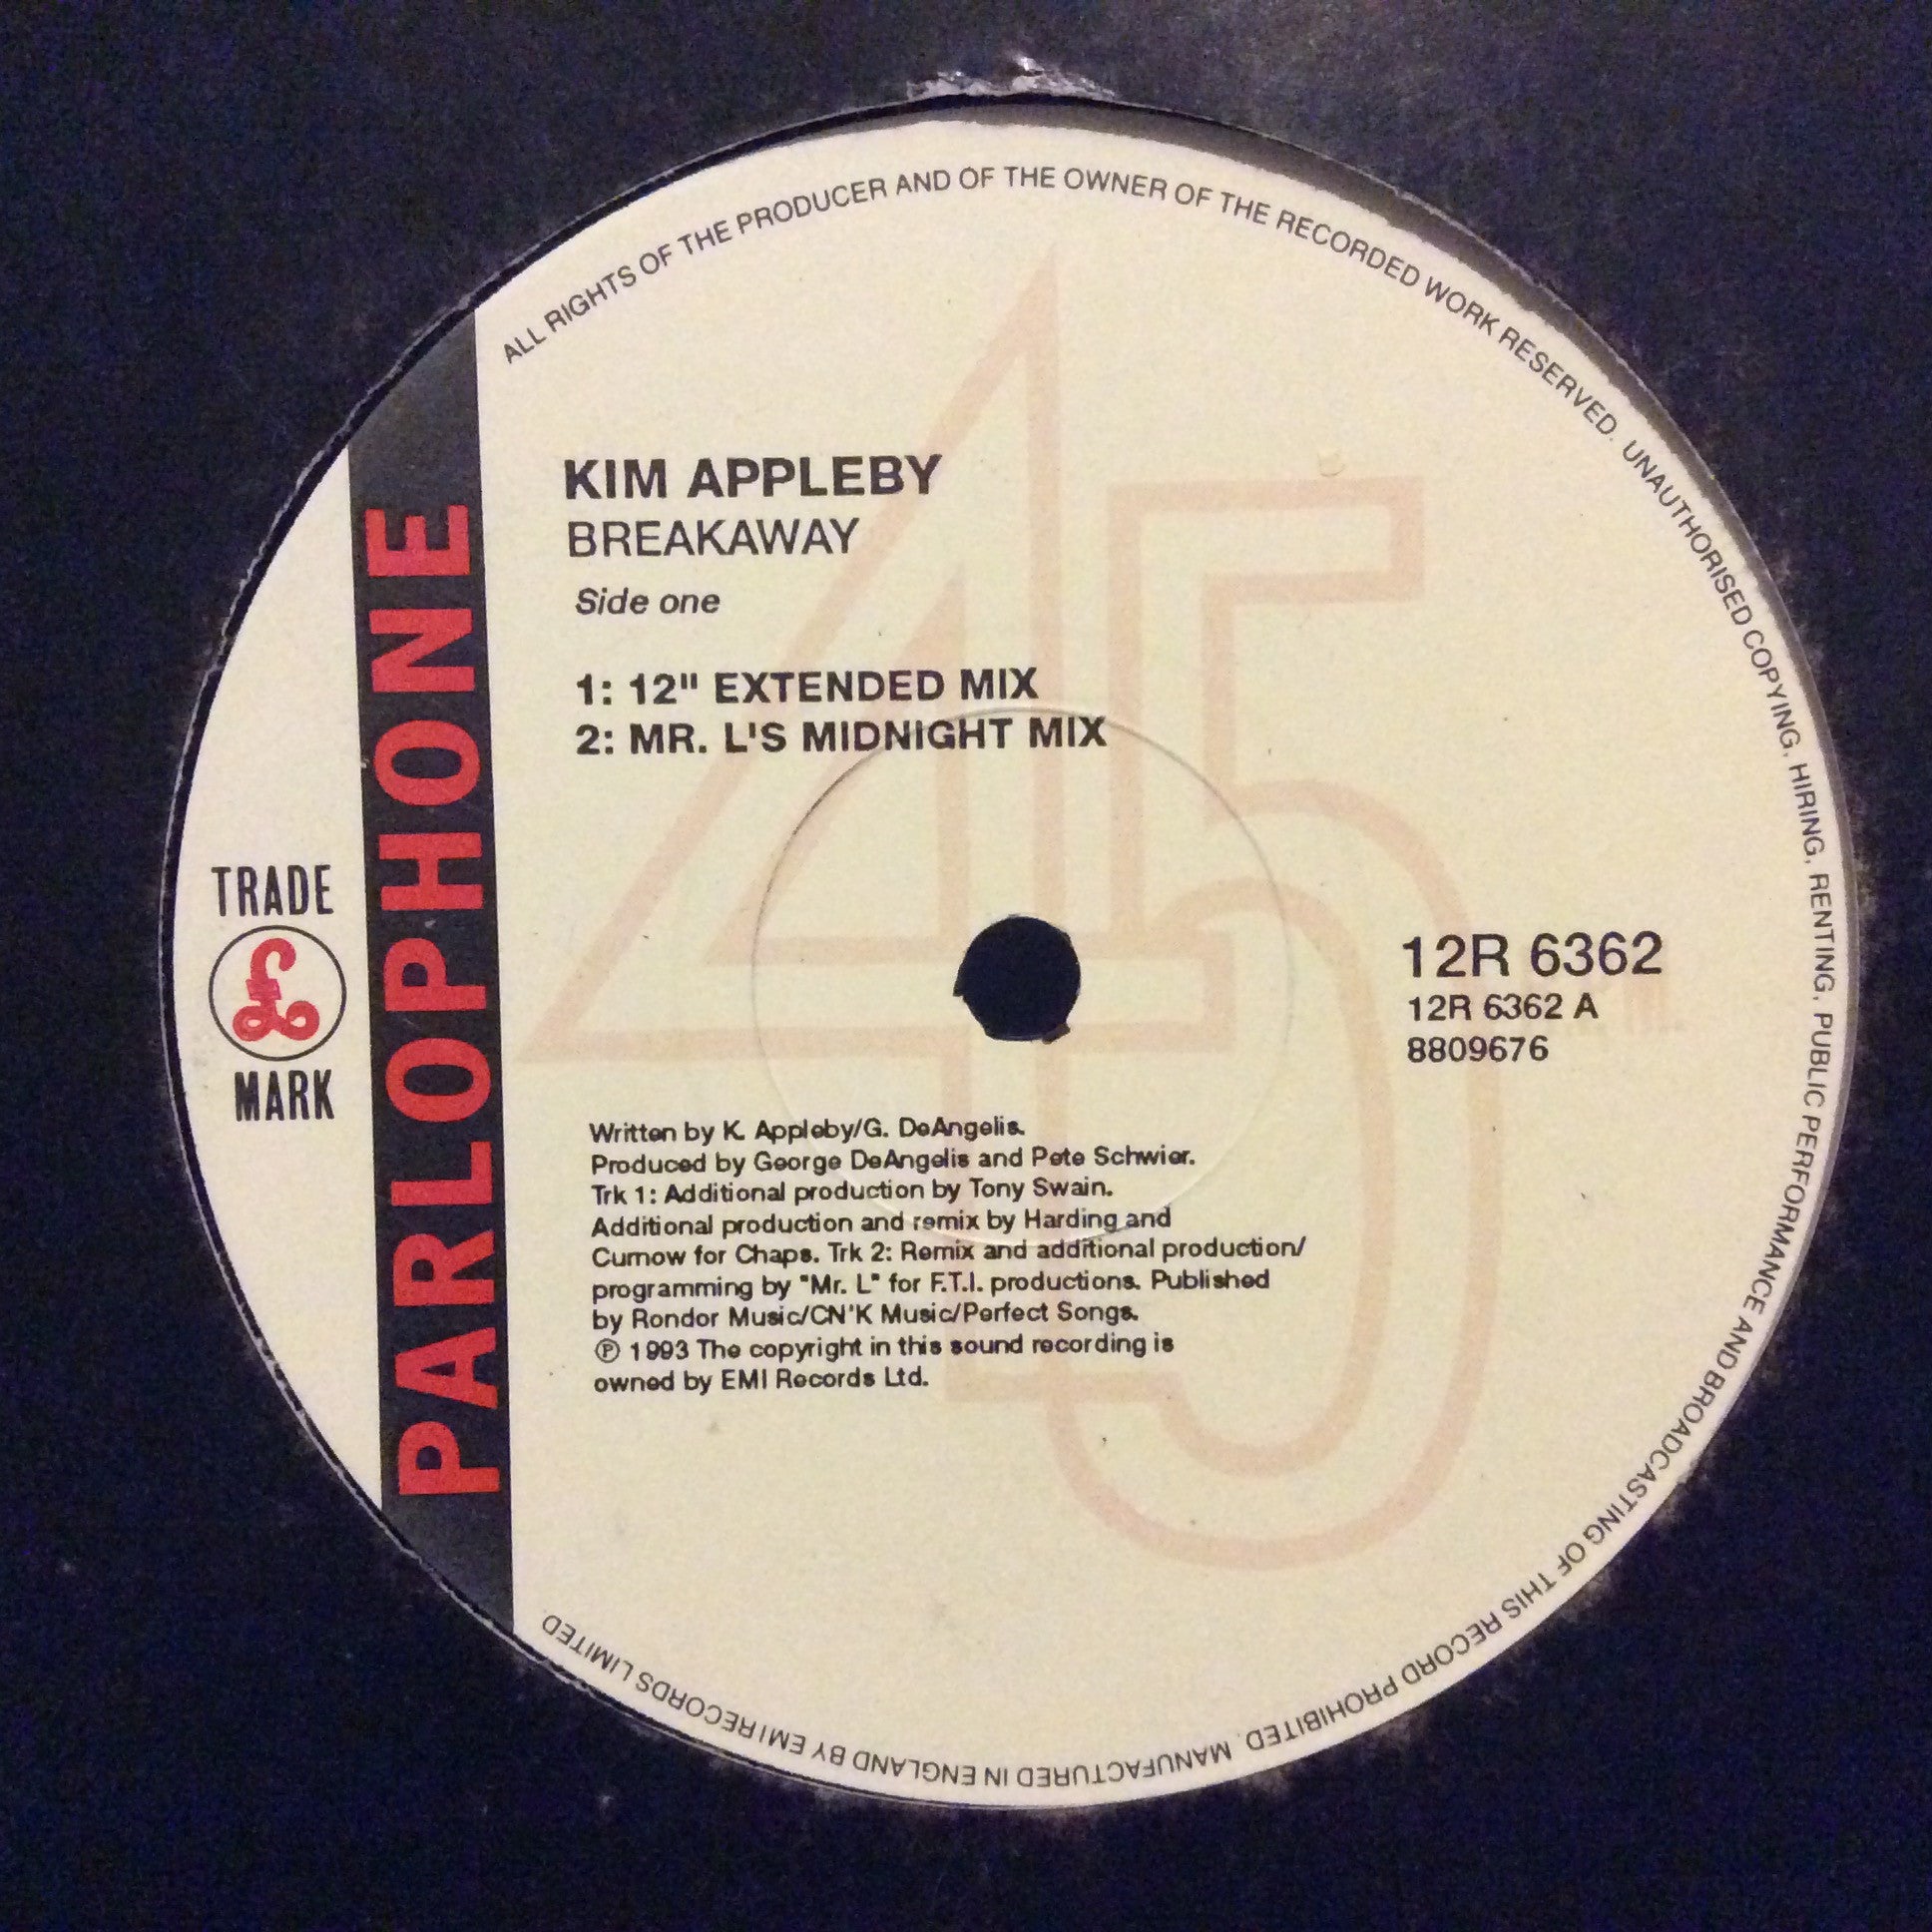 ALL RIGHTS OF THE PRODUCER AND OF THE OWNER OF THE RECORDED WORK RESERVED. UNAUTHORISED COPYING, HIRING, RENTING, PUBLIC PERFORMANCE AND BROADCASTING OF THIS RECORD PROHIBITED. MANUFACTURED IN ENGLAND BY EMI RECORDS LIMITED
PARLOPHONE
TRADE
£
MARK
45
KIM APPLEBY
BREAKAWAY
Side one
1: 12" EXTENDED MIX
2: MR. L'S MIDNIGHT MIX
12R 6362
12R 6362 A
8809676
Written by K. Appleby/G. DeAngelis.
Produced by George DeAngelis and Pete Schwier.
Trk 1: Additional production by Tony Swain.
Additional production and remix by Harding and
Curnow for Chaps. Trk 2: Remix and additional production/
programming by "Mr. L" for F.T.I. productions. Published
by Rondor Music/CN'K Music/Perfect Songs.
℗ 1993 The copyright in this sound recording is
owned by EMI Records Ltd.